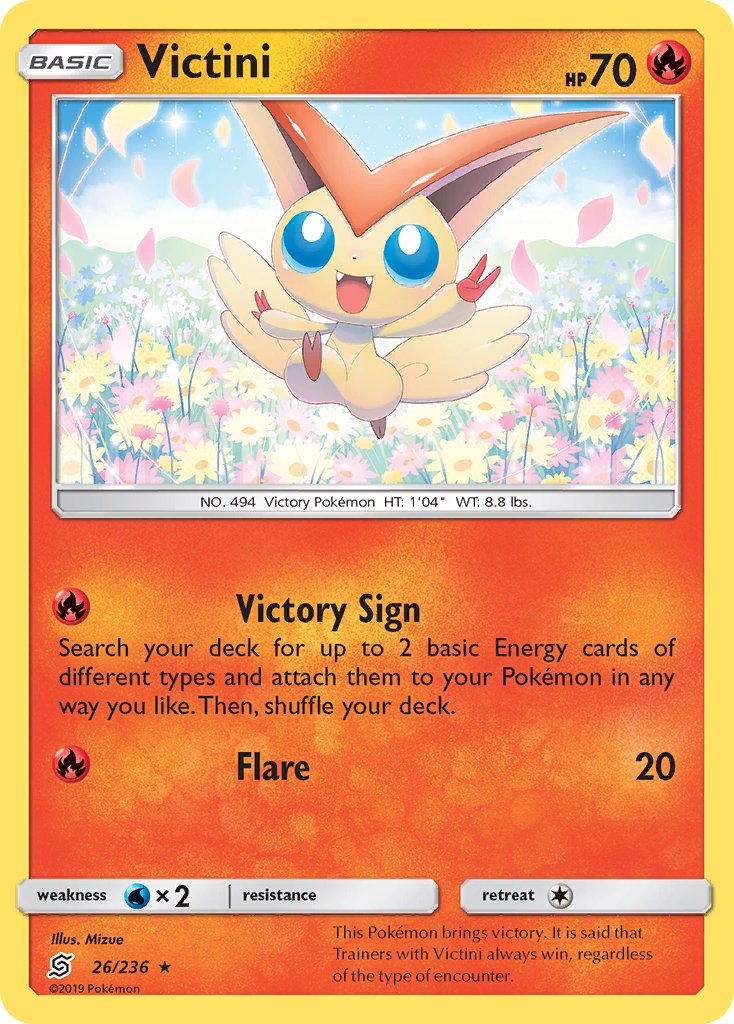 BASIC Victini HP 70
NO. 494 Victory Pokémon HT: 1'04" WT: 8.8 lbs.
Victory Sign
Search your deck for up to 2 basic Energy cards of
different types and attach them to your Pokémon in any
way you like. Then, shuffle your deck.
Flare 20
weakness × 2 resistance retreat
Illus. Mizue
26/236 ★
©2019 Pokémon
This Pokémon brings victory. It is said that
Trainers with Victini always win, regardless
of the type of encounter.